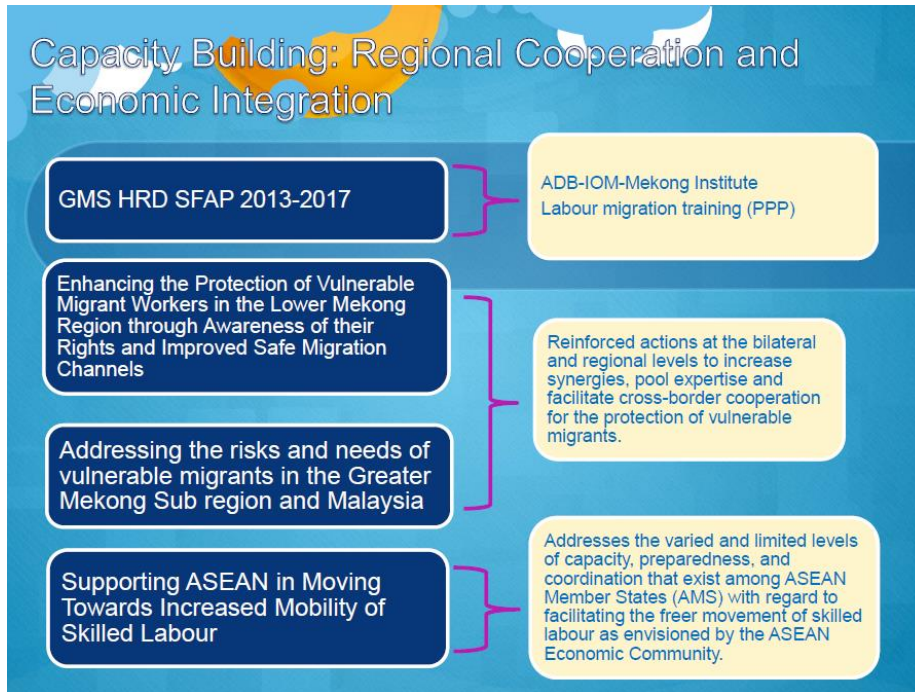 Capacity Building: Regional Cooperation and
Economic Integration
GMS HRD SFAP 2013-2017
ADB-IOM-Mekong Institute
Labour migration training (PPP)
Enhancing the Protection of Vulnerable
Migrant Workers in the Lower Mekong
Region through Awareness of their
Rights and Improved Safe Migration
Channels
Addressing the risks and needs of
vulnerable migrants in the Greater
Mekong Sub region and Malaysia
Reinforced actions at the bilateral
and regional levels to increase
synergies, pool expertise and
facilitate cross-border cooperation
for the protection of vulnerable
migrants.
Supporting ASEAN in Moving
Towards Increased Mobility of
Skilled Labour
Addresses the varied and limited levels
of capacity, preparedness, and
coordination that exist among ASEAN
Member States (AMS) with regard to
facilitating the freer movement of skilled
labour as envisioned by the ASEAN
Economic Community.